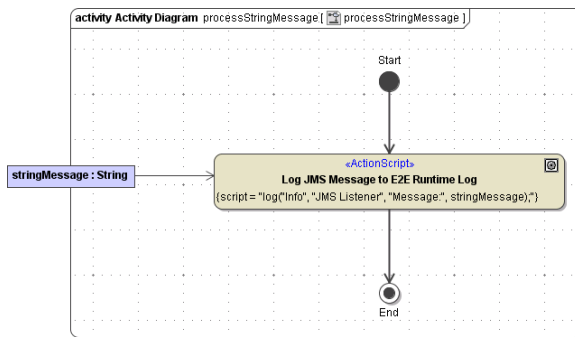 activity Activity Diagram processStringMessage [ processStringMessage ]
Start
«ActionScript»
stringMessage : String
Log JMS Message to E2E Runtime Log
{script = "log("Info", "JMS Listener", "Message:", stringMessage);"}
End